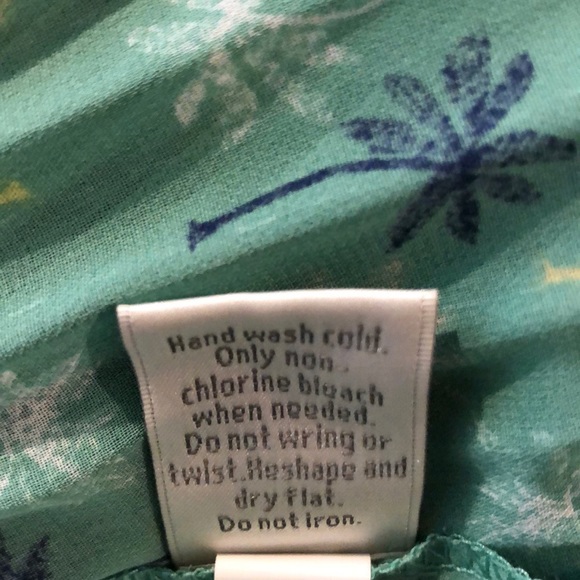 Hand wash cold.
Only non-
chlorine bleach
when needed.
Do not wring or
twist.Reshape and
dry flat.
Do not iron.